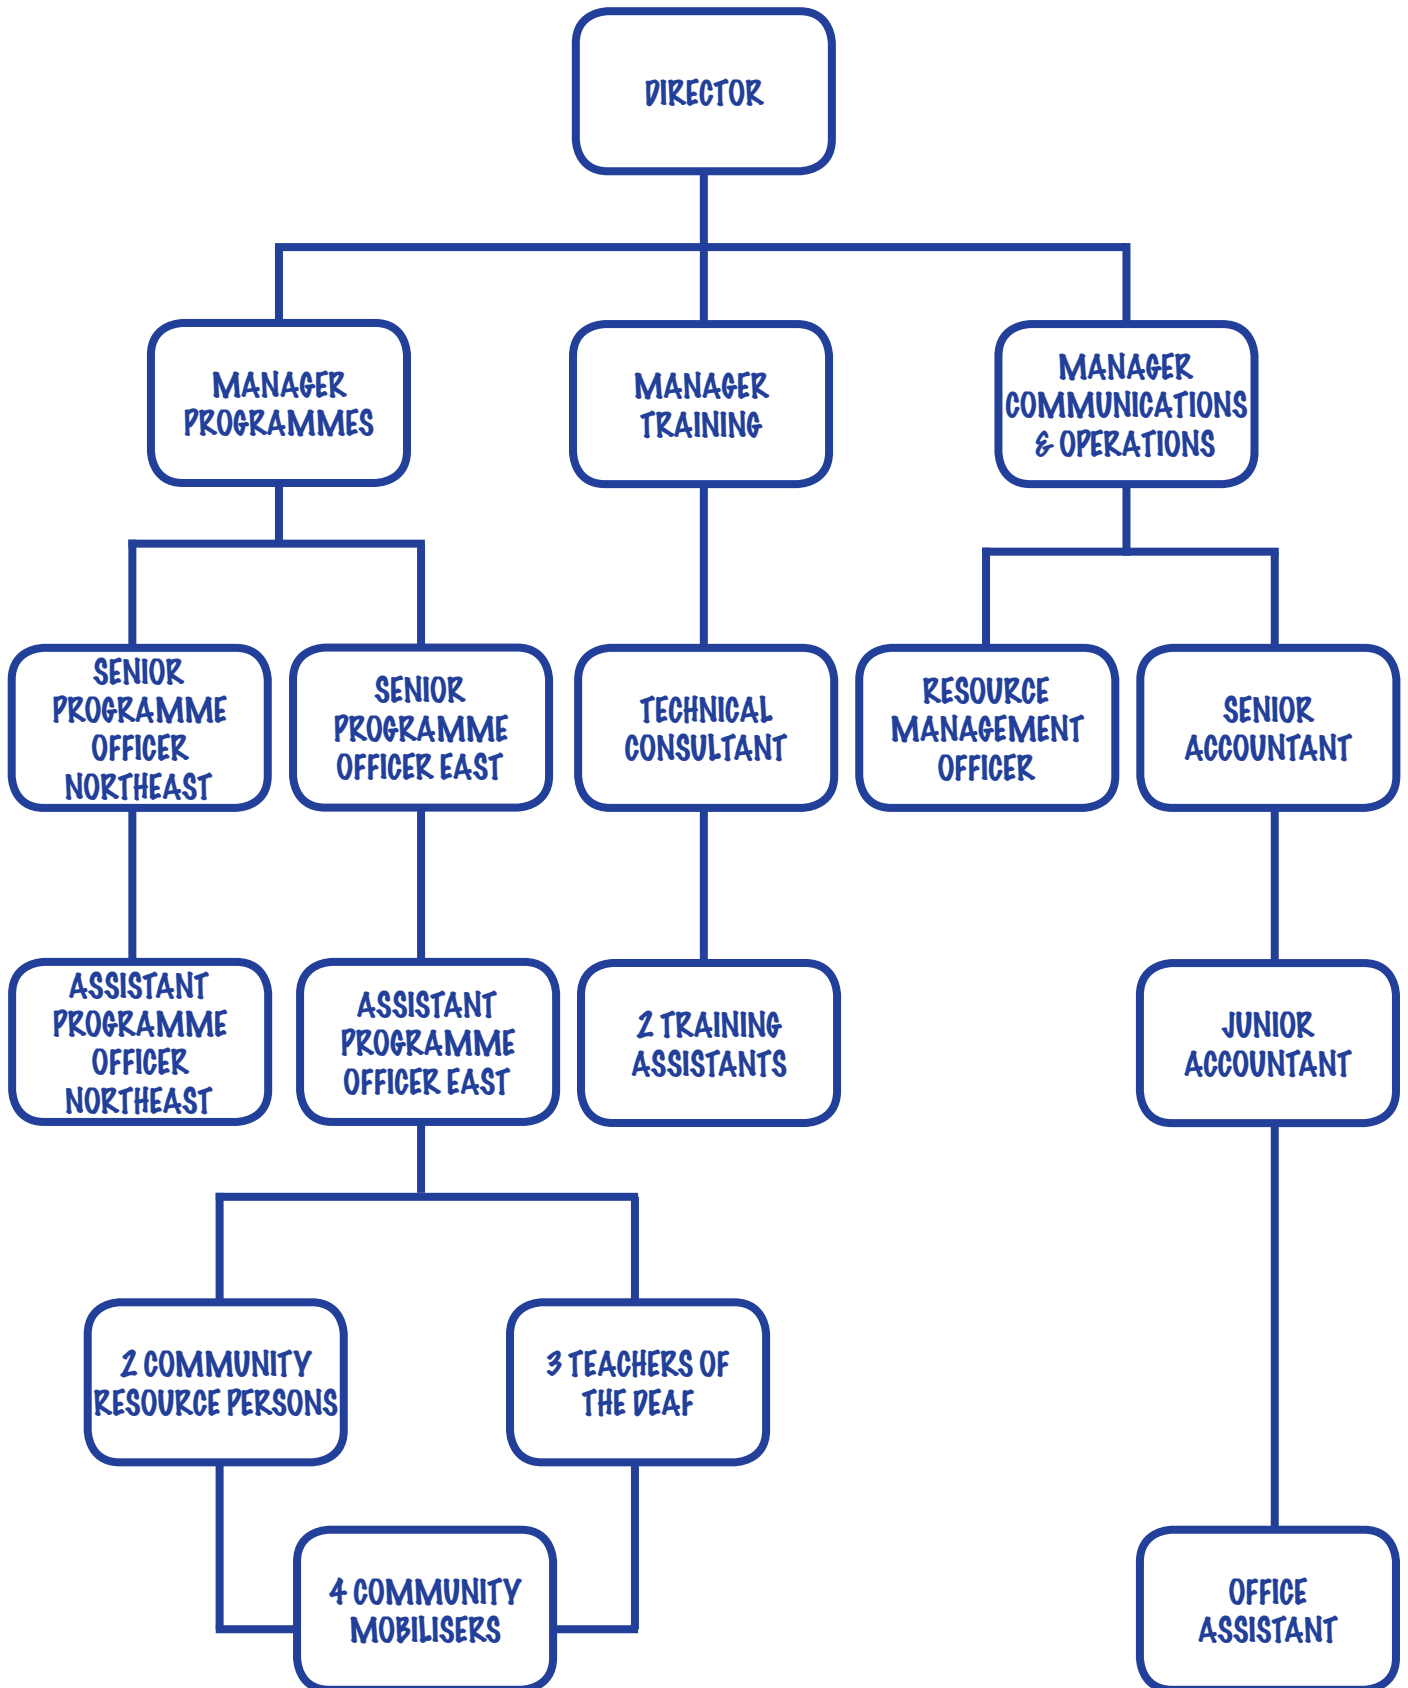 DIRECTOR
MANAGER
PROGRAMMES
MANAGER
TRAINING
MANAGER
COMMUNICATIONS
& OPERATIONS
SENIOR
PROGRAMME
OFFICER
NORTHEAST
SENIOR
PROGRAMME
OFFICER EAST
TECHNICAL
CONSULTANT
RESOURCE
MANAGEMENT
OFFICER
SENIOR
ACCOUNTANT
ASSISTANT
PROGRAMME
OFFICER
NORTHEAST
ASSISTANT
PROGRAMME
OFFICER EAST
2 TRAINING
ASSISTANTS
JUNIOR
ACCOUNTANT
2 COMMUNITY
RESOURCE PERSONS
3 TEACHERS OF
THE DEAF
4 COMMUNITY
MOBILISERS
OFFICE
ASSISTANT